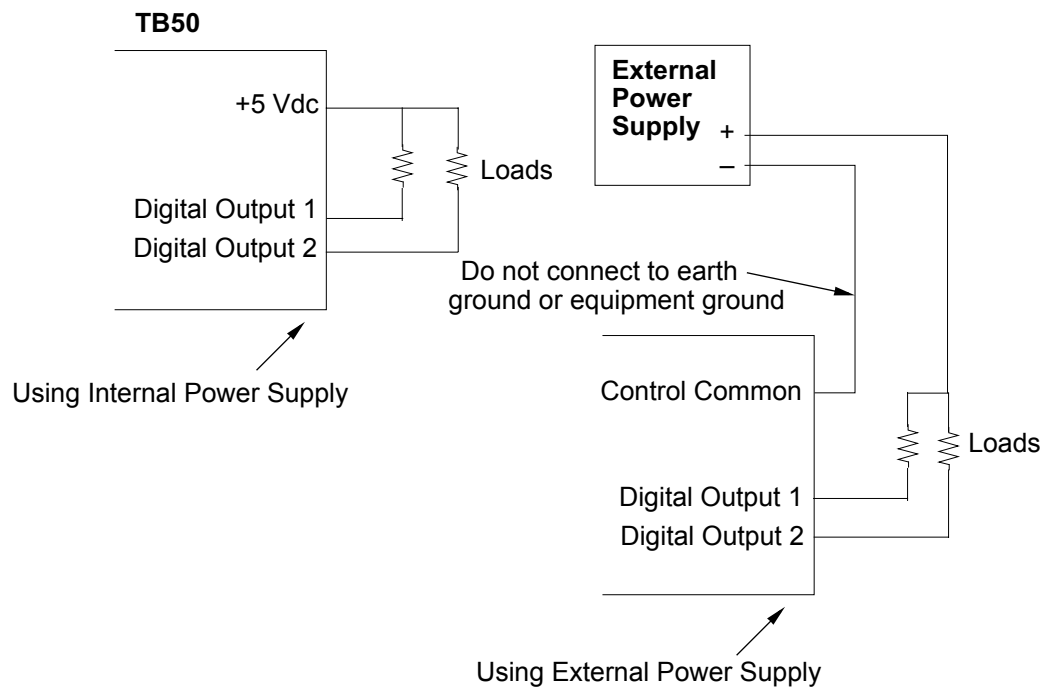 TB50
+5 Vdc
Loads
Digital Output 1
Digital Output 2
Using Internal Power Supply
External
Power
Supply
+
–
Do not connect to earth
ground or equipment ground
Control Common
Loads
Digital Output 1
Digital Output 2
Using External Power Supply